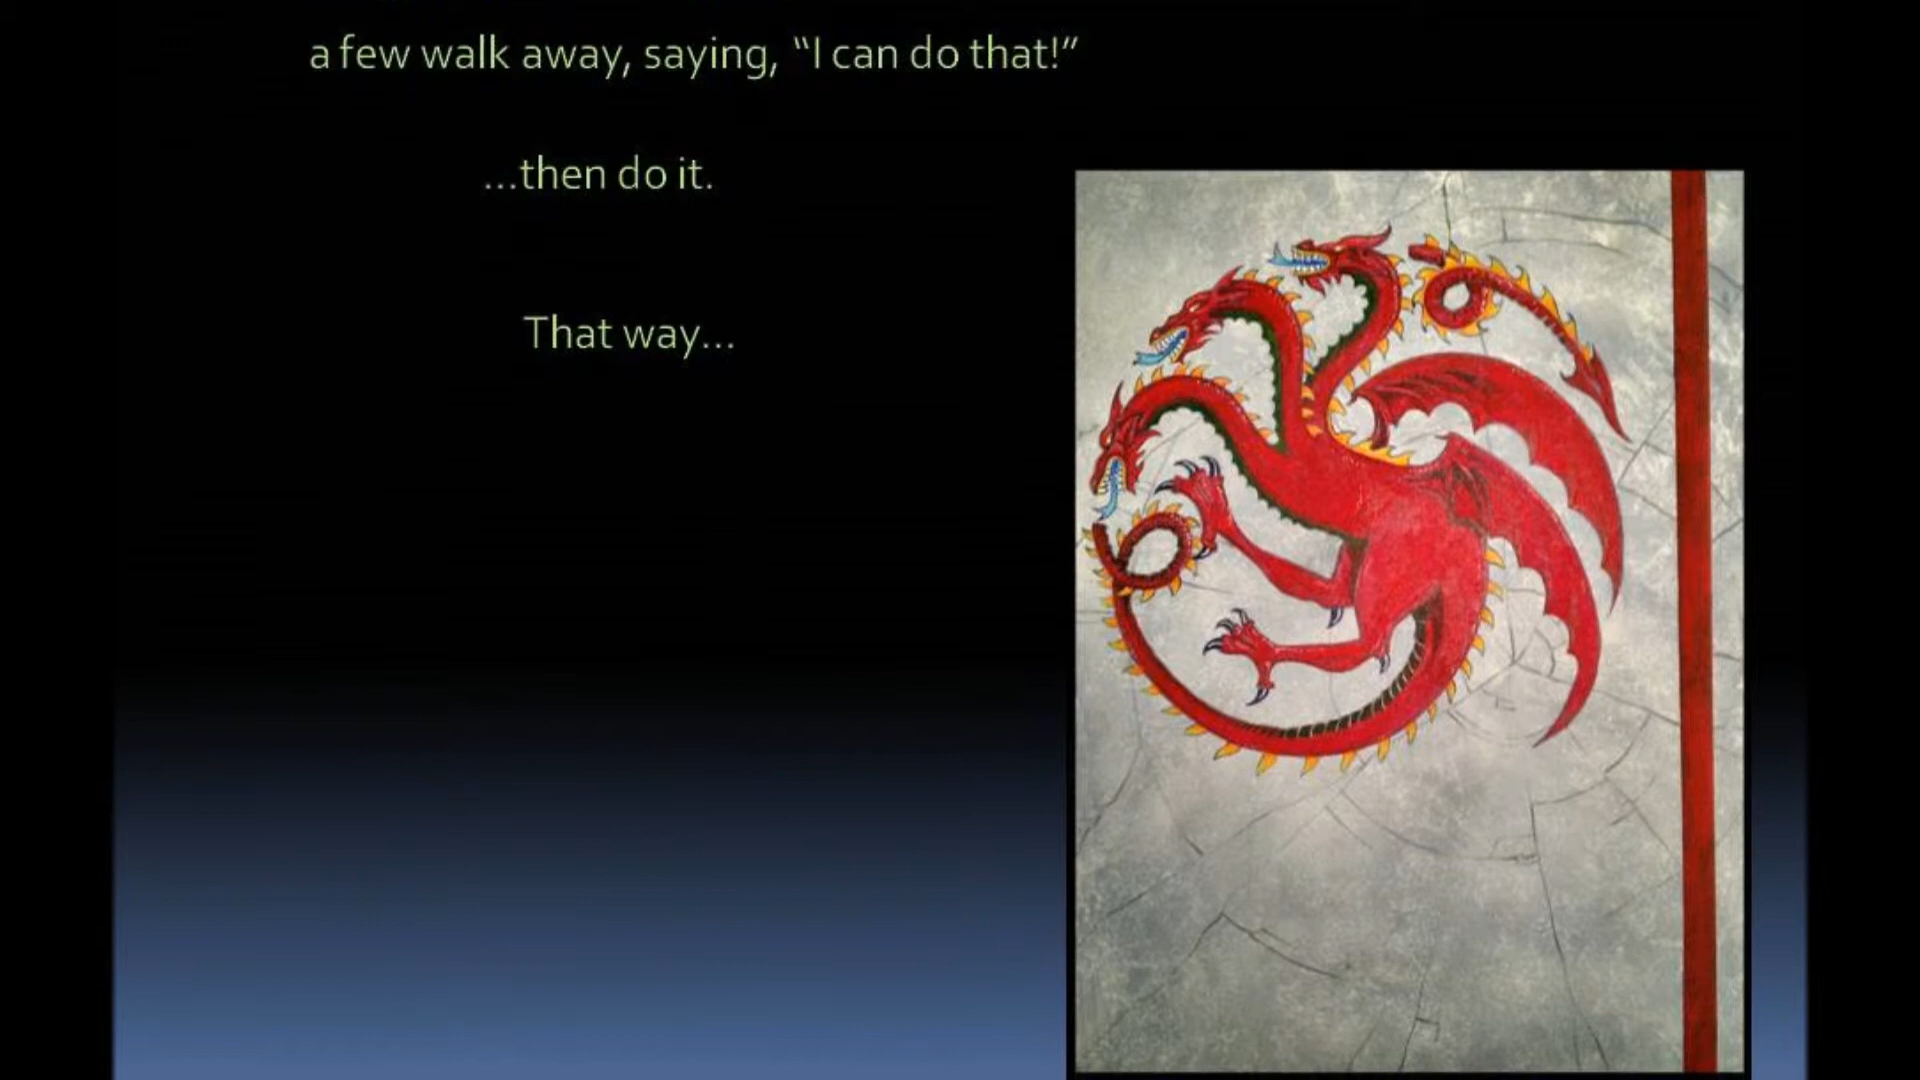 a few walk away, saying, “I can do that!”
...then do it.
That way...